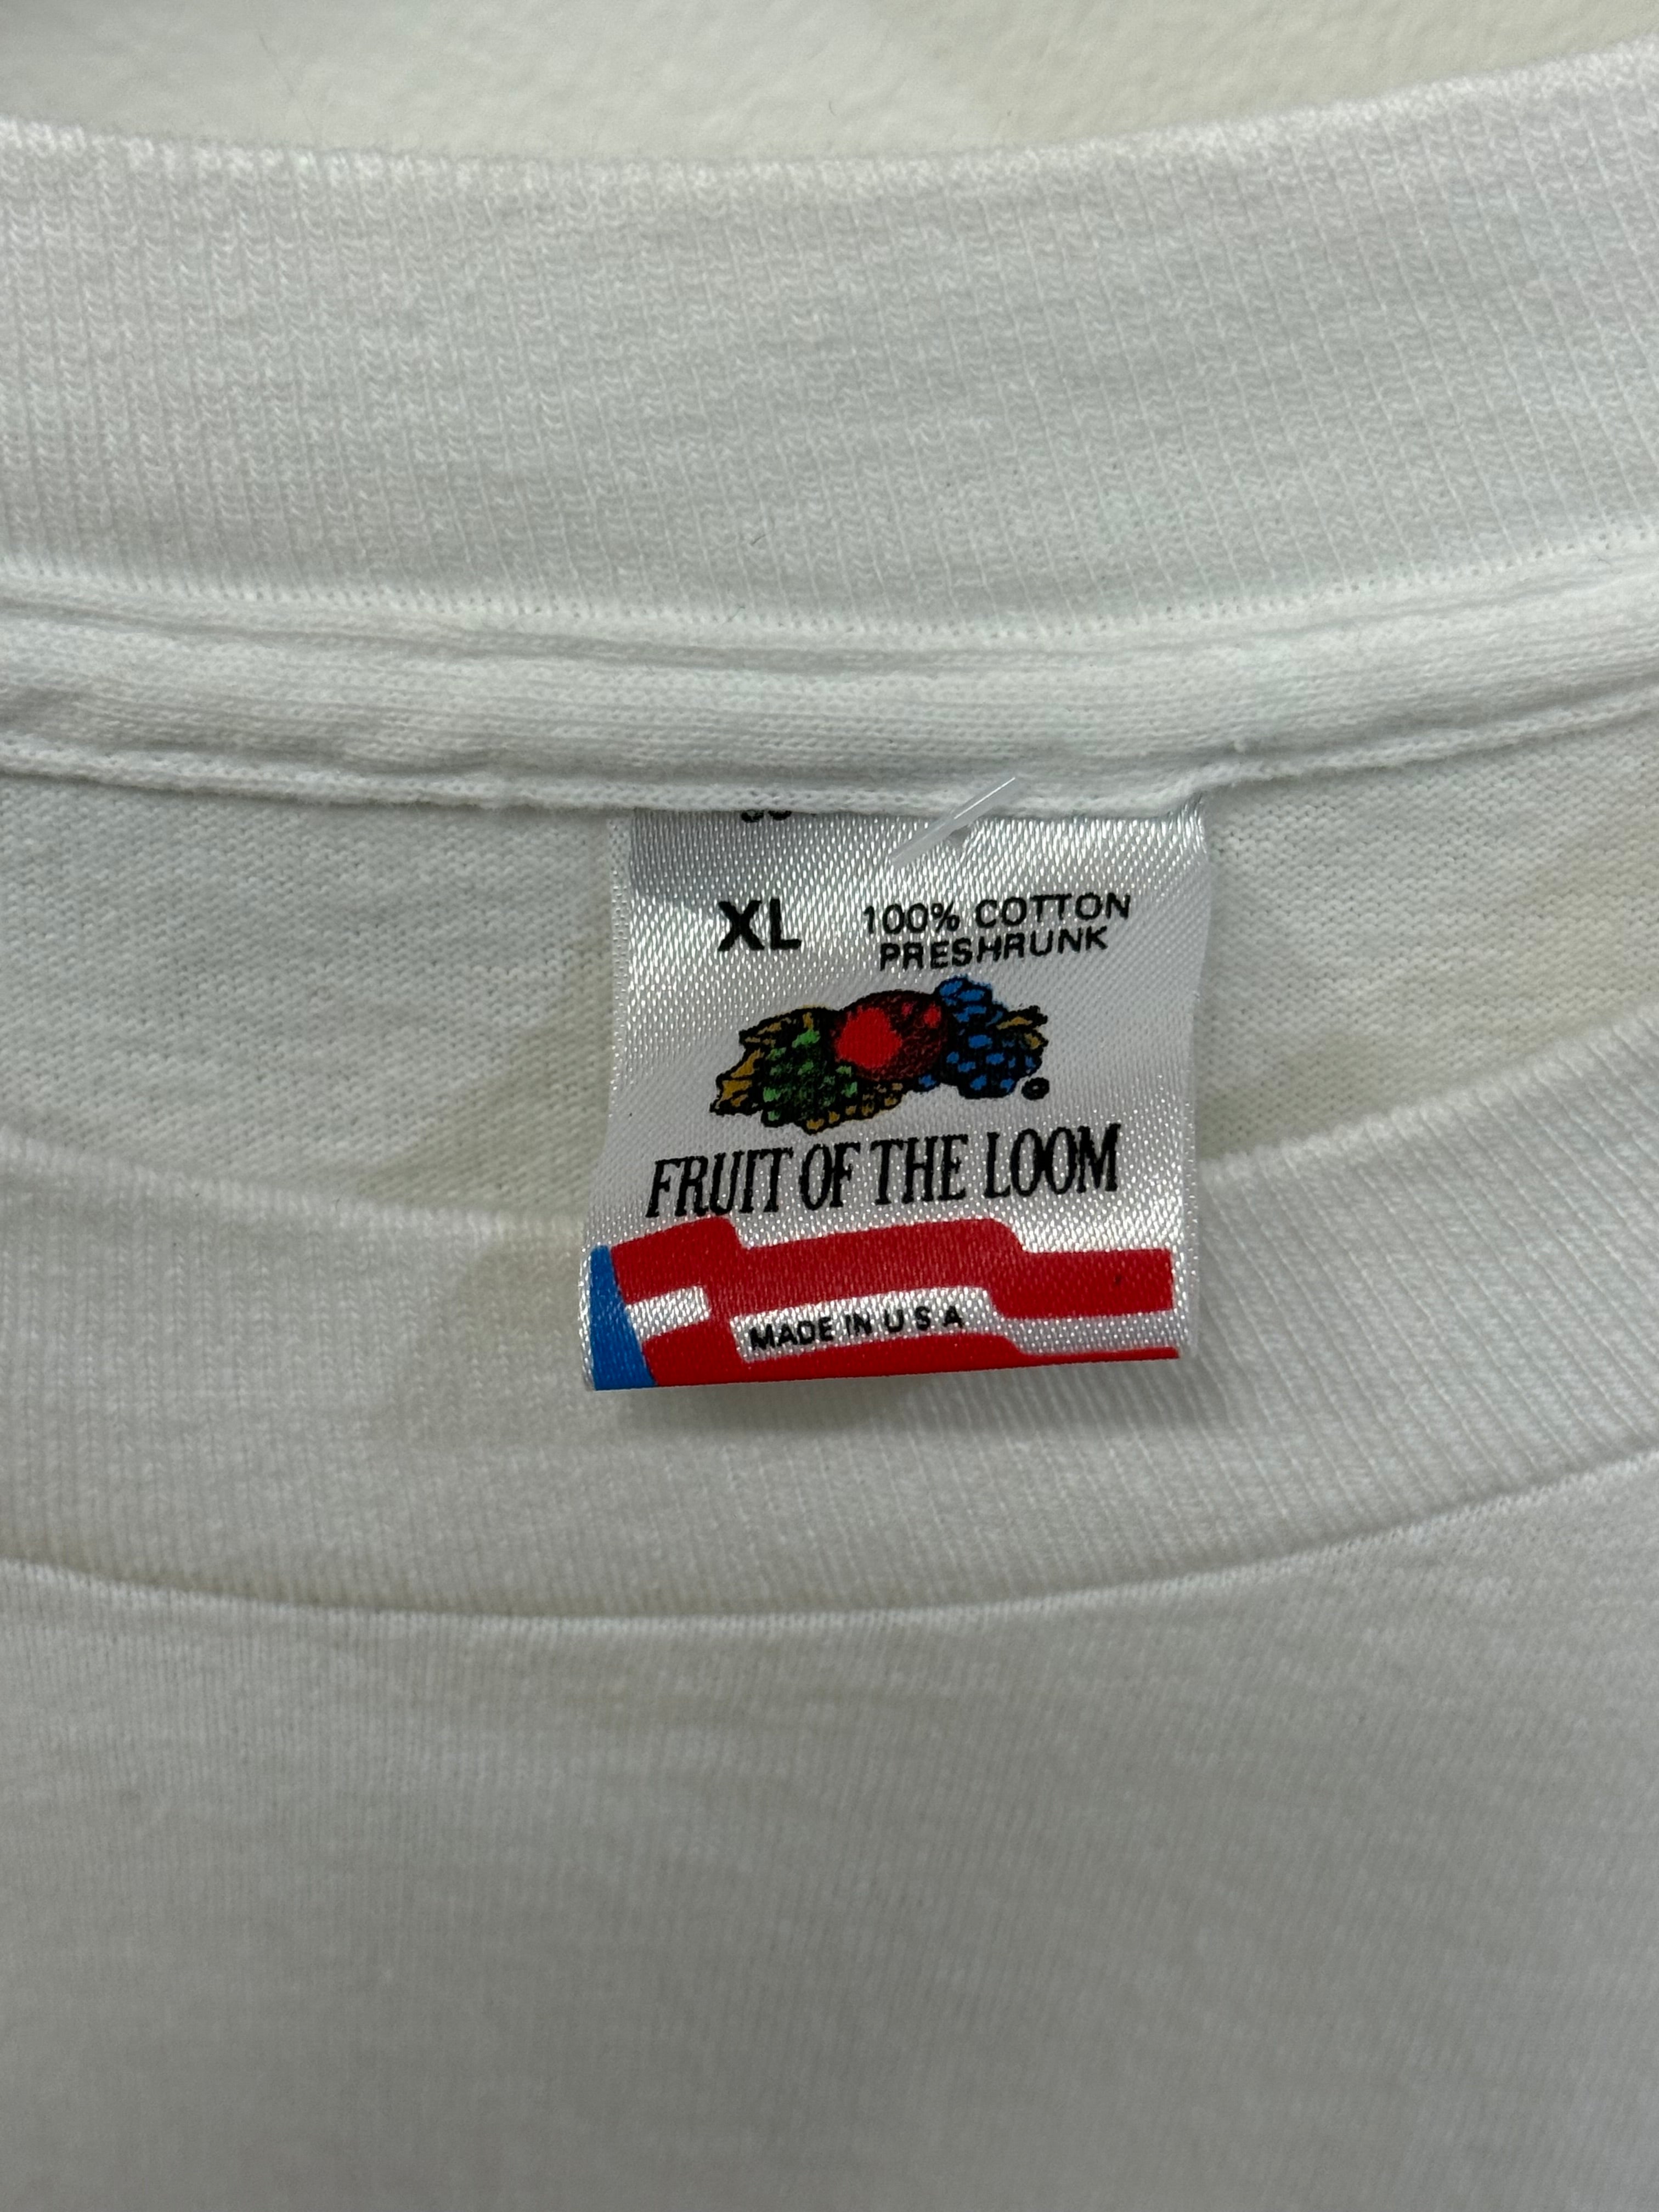 XL
100% COTTON
PRESHRUNK
FRUIT OF THE LOOM
MADE IN U S A